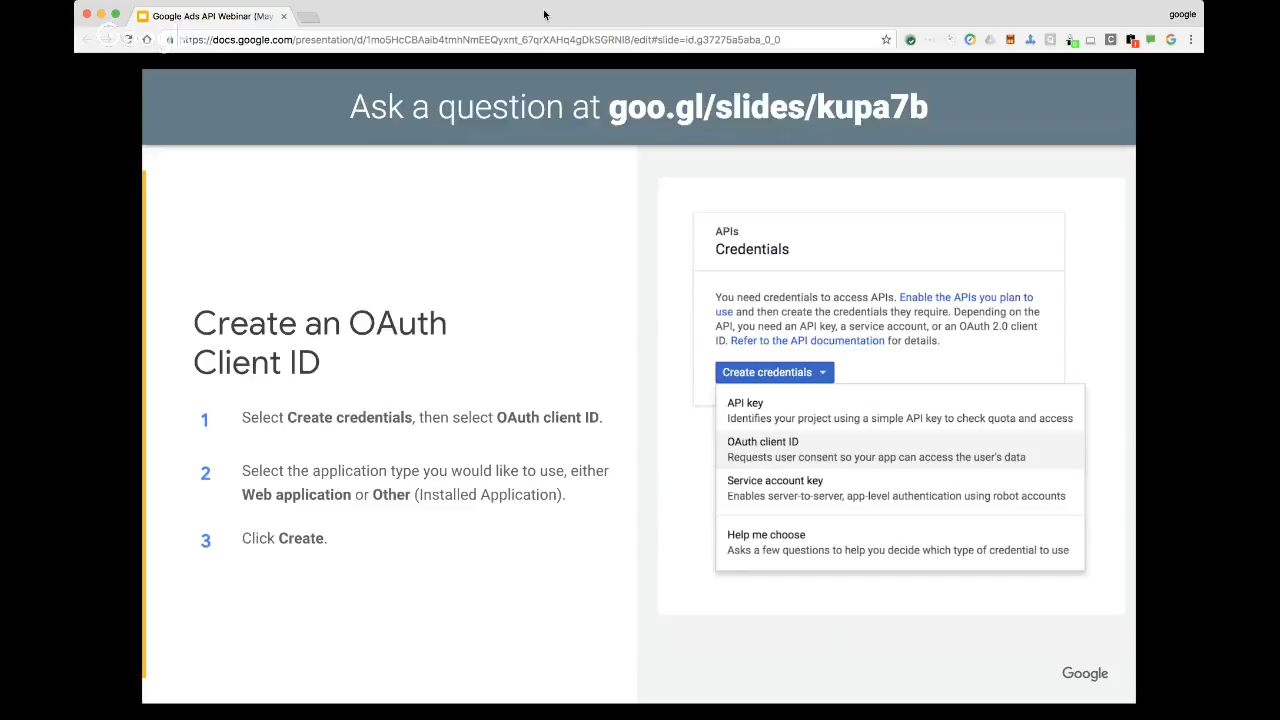 Google Ads API Webinar (May
google
https://docs.google.com/presentation/d/1mo5HcCBAaib4tmhNmEEQyxnt_67qrXAHq4gDkSGRNI8/edit#slide=id.g37275a5aba_0_0
Ask a question at goo.gl/slides/kupa7b
Create an OAuth
Client ID
1 Select Create credentials, then select OAuth client ID.
2 Select the application type you would like to use, either
Web application or Other (Installed Application).
3 Click Create.
APIs
Credentials
You need credentials to access APIs. Enable the APIs you plan to
use and then create the credentials they require. Depending on the
API, you need an API key, a service account, or an OAuth 2.0 client
ID. Refer to the API documentation for details.
Create credentials
API key
Identifies your project using a simple API key to check quota and access
OAuth client ID
Requests user consent so your app can access the user's data
Service account key
Enables server-to-server, app-level authentication using robot accounts
Help me choose
Asks a few questions to help you decide which type of credential to use
Google